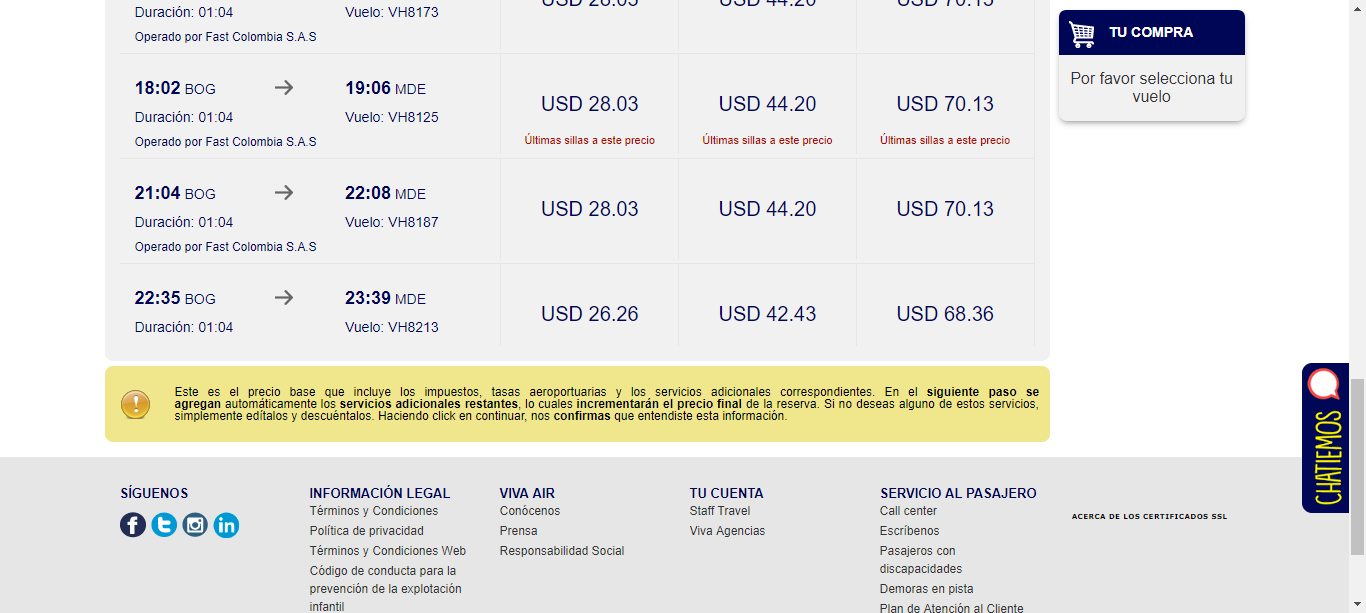 USD 28.03 USD 44.20 USD 70.13
Duración: 01:04 Vuelo: VH8173
Operado por Fast Colombia S.A.S
TU COMPRA
Por favor selecciona tu
vuelo
18:02 BOG 19:06 MDE
USD 28.03 USD 44.20 USD 70.13
Duración: 01:04 Vuelo: VH8125
Operado por Fast Colombia S.A.S
Últimas sillas a este precio Últimas sillas a este precio Últimas sillas a este precio
21:04 BOG 22:08 MDE
USD 28.03 USD 44.20 USD 70.13
Duración: 01:04 Vuelo: VH8187
Operado por Fast Colombia S.A.S
22:35 BOG 23:39 MDE
USD 26.26 USD 42.43 USD 68.36
Duración: 01:04 Vuelo: VH8213
Este es el precio base que incluye los impuestos, tasas aeroportuarias y los servicios adicionales correspondientes. En el siguiente paso se
agregan automáticamente los servicios adicionales restantes, lo cuales incrementarán el precio final de la reserva. Si no deseas alguno de estos servicios,
simplemente edítalos y descuéntalos. Haciendo click en continuar, nos confirmas que entendiste esta información.
CHATIEMOS
SÍGUENOS
INFORMACIÓN LEGAL
Términos y Condiciones
Política de privacidad
Términos y Condiciones Web
Código de conducta para la
prevención de la explotación
infantil
VIVA AIR
Conócenos
Prensa
Responsabilidad Social
TU CUENTA
Staff Travel
Viva Agencias
SERVICIO AL PASAJERO
Call center
Escríbenos
Pasajeros con
discapacidades
Demoras en pista
Plan de Atención al Cliente
ACERCA DE LOS CERTIFICADOS SSL